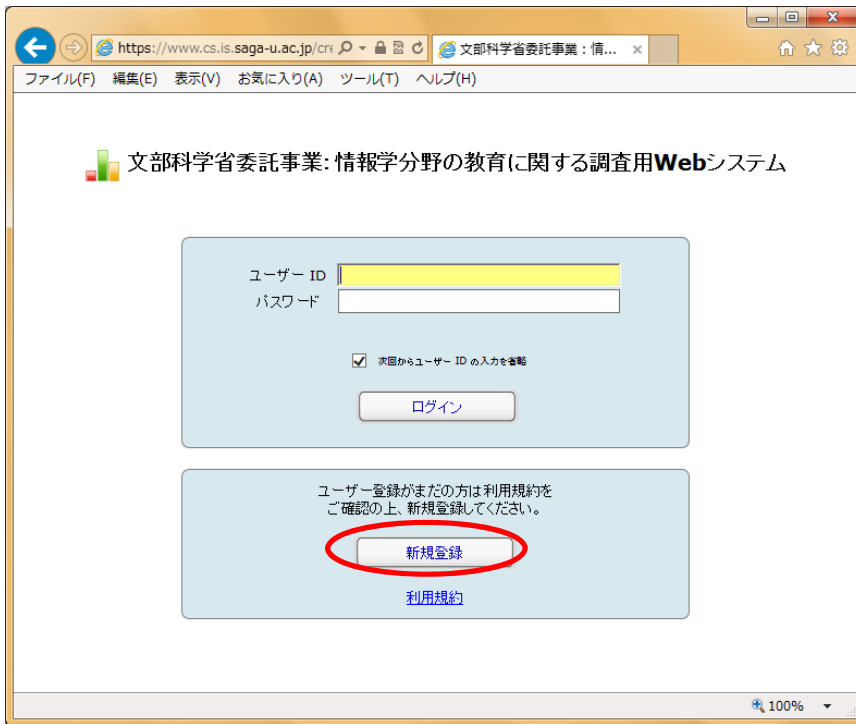 https://www.cs.is.saga-u.ac.jp/cre
文部科学省委託事業：情...
ファイル(F) 編集(E) 表示(V) お気に入り(A) ツール(T) ヘルプ(H)
文部科学省委託事業: 情報学分野の教育に関する調査用Webシステム
ユーザー ID
パスワード
次回からユーザー ID の入力を省略
ログイン
ユーザー登録がまだの方は利用規約を
ご確認の上、新規登録してください。
新規登録
利用規約
100%